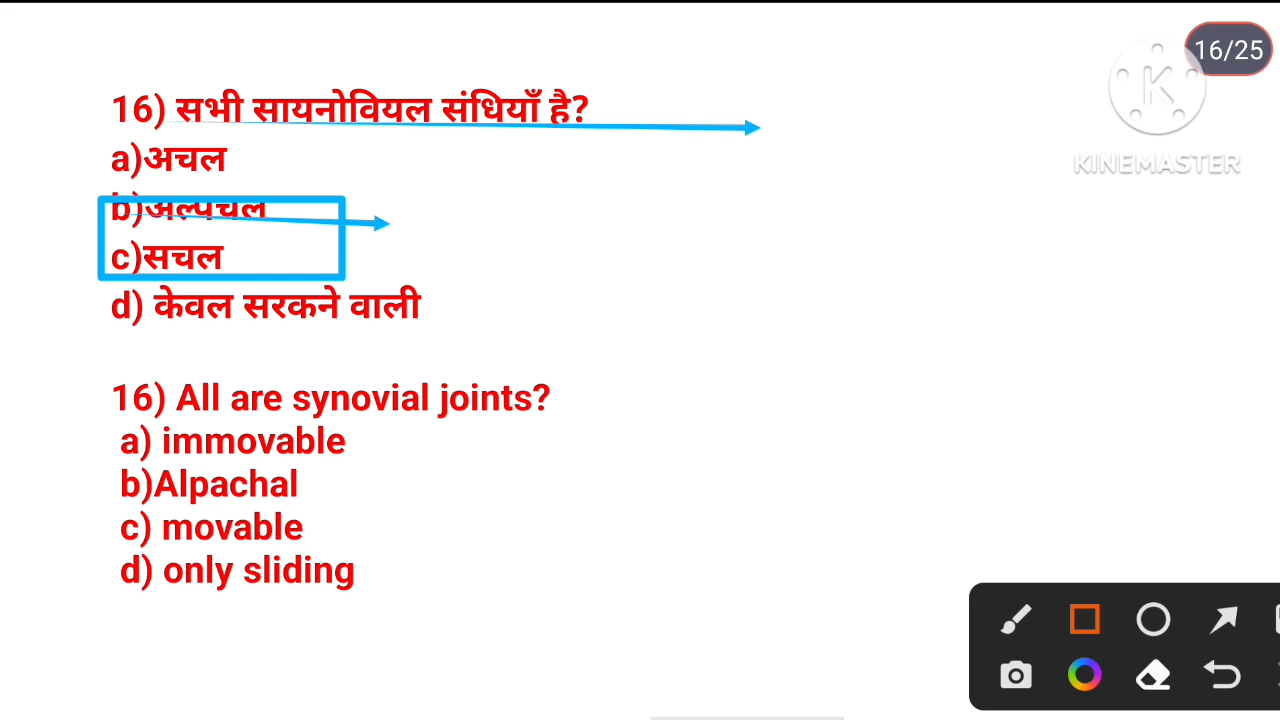 16/25
KINEMASTER
16) सभी सायनोवियल संधियाँ है?
a)अचल
b)अल्पचल
c)सचल
d) केवल सरकने वाली
16) All are synovial joints?
a) immovable
b)Alpachal
c) movable
d) only sliding